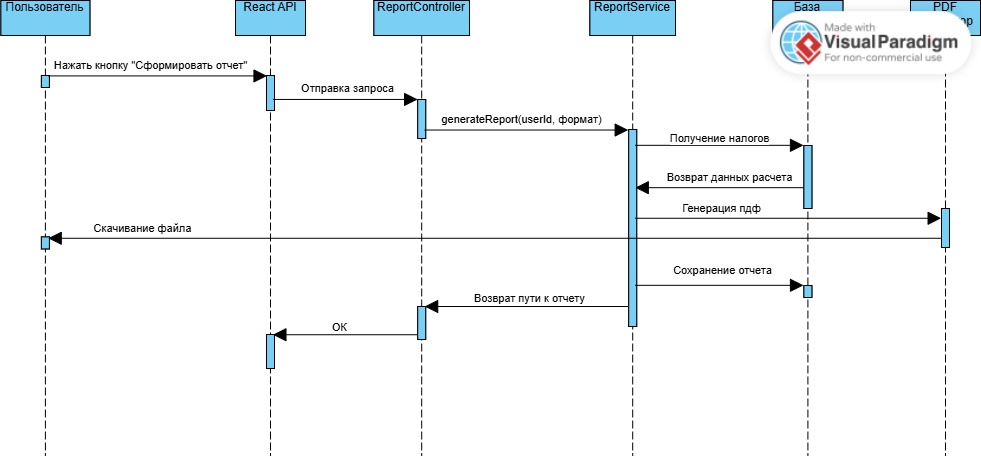 Пользователь
React API
ReportController
ReportService
База
PDF
Made with
Visual Paradigm
For non-commercial use
Нажать кнопку "Сформировать отчет"
Отправка запроса
generateReport(userId, формат)
Получение налогов
Возврат данных расчета
Генерация пдф
Скачивание файла
Сохранение отчета
Возврат пути к отчету
ОК